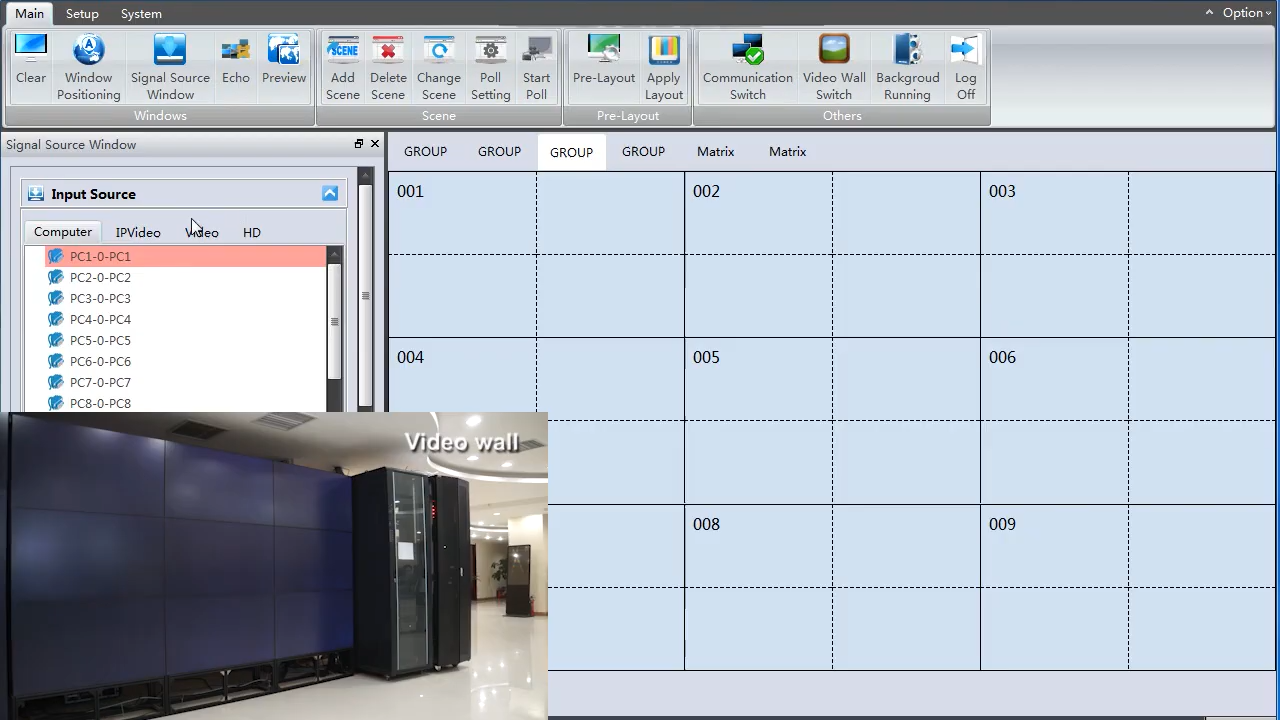 Main Setup System
Option
Clear
Window
Positioning
Signal Source
Window
Echo
Preview
Windows
SCENE
Add
Scene
Delete
Scene
Change
Scene
Poll
Setting
Start
Poll
Scene
Pre-Layout
Apply
Layout
Pre-Layout
Communication
Switch
Video Wall
Switch
Backgroud
Running
Log
Off
Others
Signal Source Window
Input Source
Computer IPVideo Video HD
PC1-0-PC1
PC2-0-PC2
PC3-0-PC3
PC4-0-PC4
PC5-0-PC5
PC6-0-PC6
PC7-0-PC7
PC8-0-PC8
GROUP GROUP GROUP GROUP Matrix Matrix
001 002 003
004 005 006
008 009
Video wall